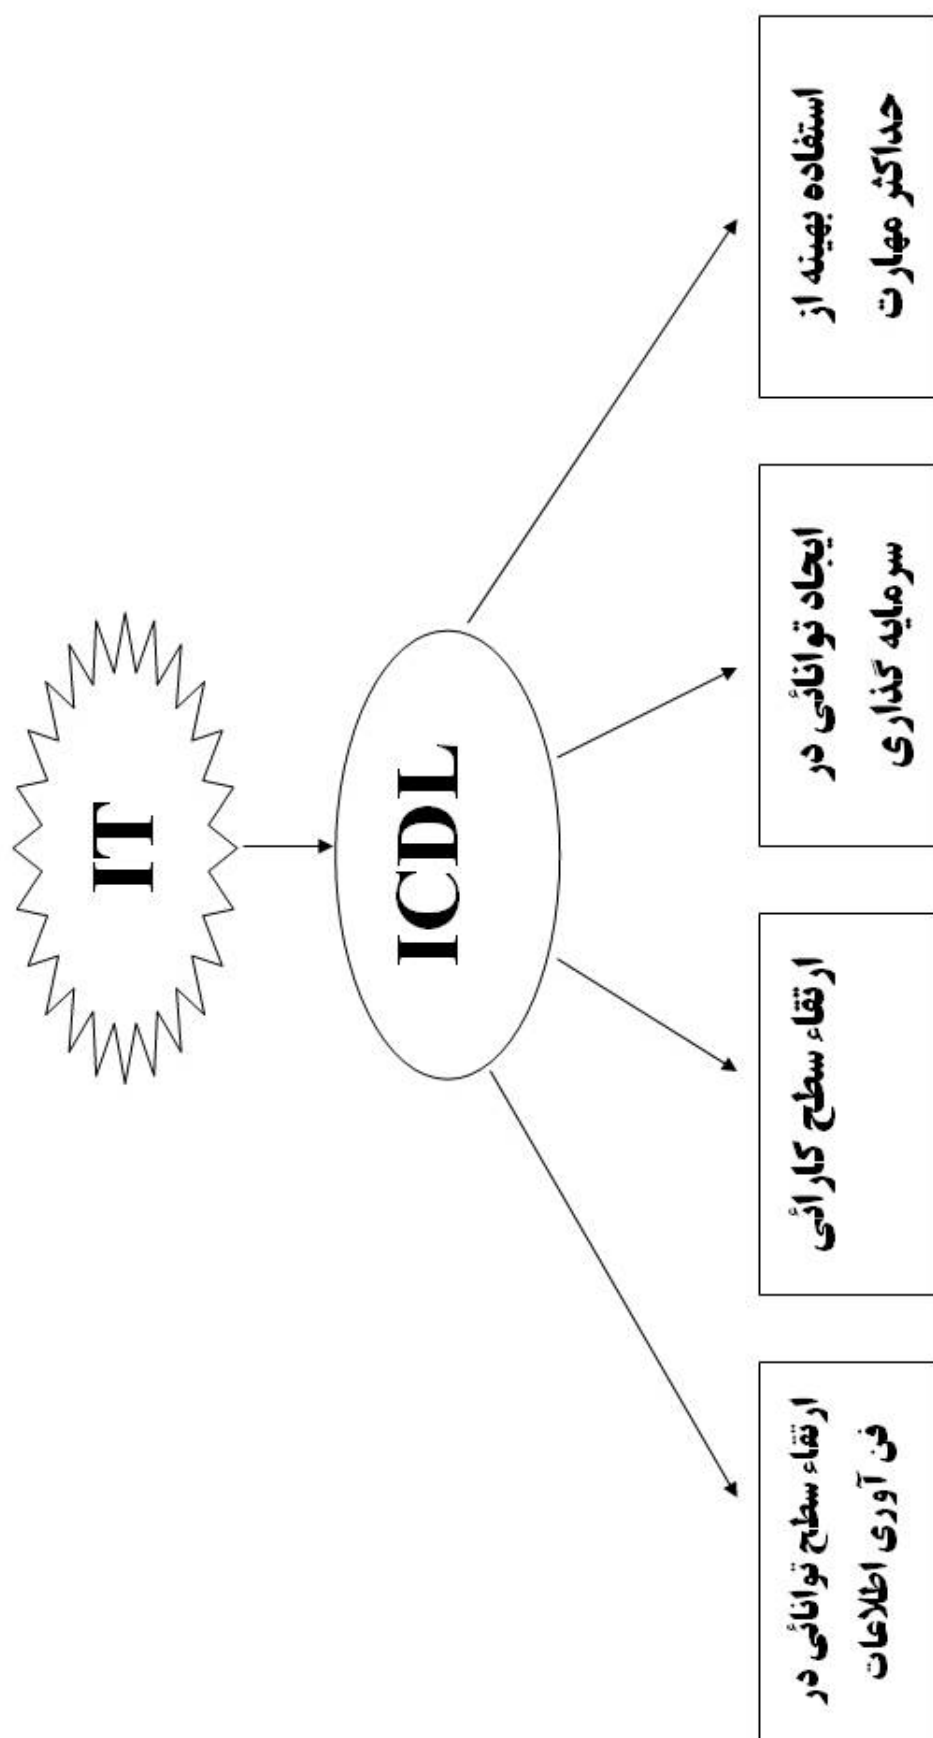 IT
ICDL
استفاده بهینه از
حداکثر مهارت
ایجاد توانائی در
سرمایه گذاری
ارتقاء سطح کارائی
ارتقاء سطح توانائی در
فن آوری اطلاعات